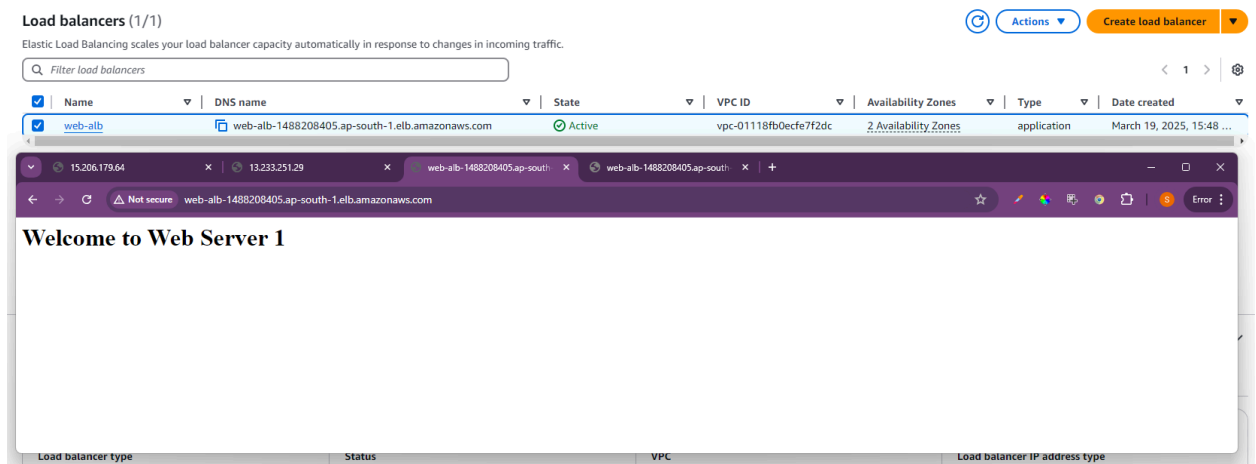 Load balancers (1/1)
Actions
Create load balancer
Elastic Load Balancing scales your load balancer capacity automatically in response to changes in incoming traffic.
Filter load balancers
1
Name DNS name State VPC ID Availability Zones Type Date created
web-alb web-alb-1488208405.ap-south-1.elb.amazonaws.com Active vpc-01118fb0ecfe7f2dc 2 Availability Zones application March 19, 2025, 15:48 ...
15.206.179.64 13.233.251.29 web-alb-1488208405.ap-south web-alb-1488208405.ap-south-
Not secure web-alb-1488208405.ap-south-1.elb.amazonaws.com S Error
Welcome to Web Server 1
Load balancer type Status VPC Load balancer IP address type